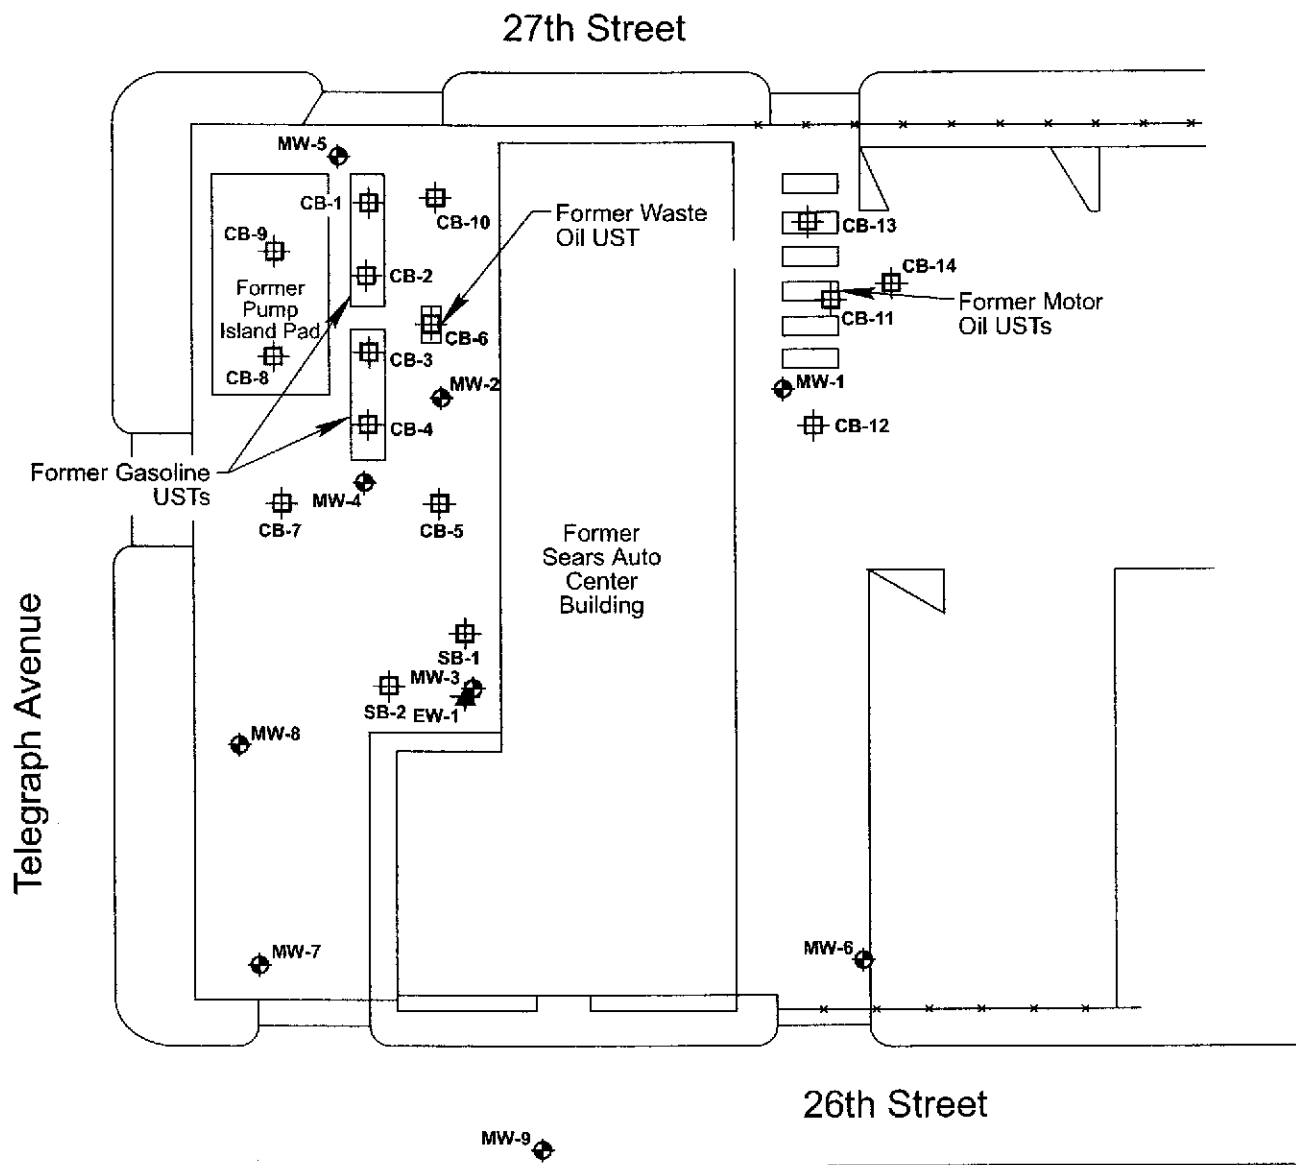 27th Street
MW-5
CB-1
CB-10
CB-9
CB-2
Former
Pump
Island Pad
CB-8
Former Waste
Oil UST
CB-6
CB-3
MW-2
CB-4
Former Gasoline
USTs
MW-4
CB-7
CB-5
CB-13
CB-14
CB-11
Former Motor
Oil USTs
MW-1
CB-12
Former
Sears Auto
Center
Building
SB-1
MW-3
SB-2
EW-1
MW-8
Telegraph Avenue
MW-7
MW-6
26th Street
MW-9